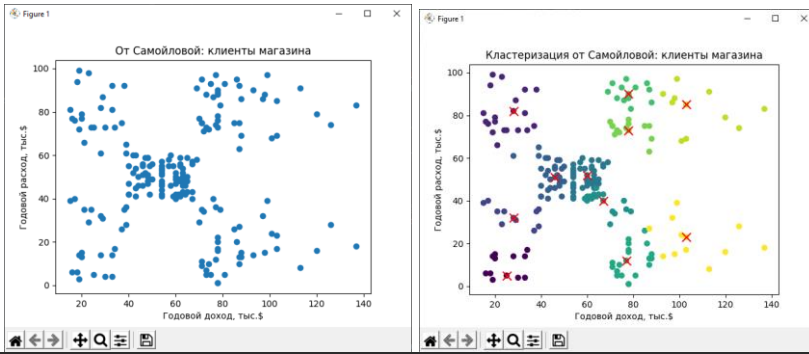 Figure 1
От Самойловой: клиенты магазина
Годовой расход, тыс.$
100
80
60
40
20
0
20 40 60 80 100 120 140
Годовой доход, тыс.$
Figure 1
Кластеризация от Самойловой: клиенты магазина
Годовой расход, тыс.$
100
80
60
40
20
0
20 40 60 80 100 120 140
Годовой доход, тыс.$